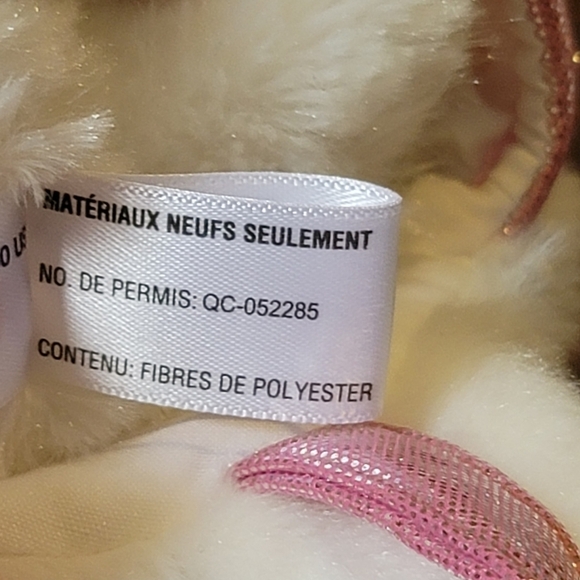 MATÉRIAUX NEUFS SEULEMENT
NO. DE PERMIS: QC-052285
CONTENU: FIBRES DE POLYESTER